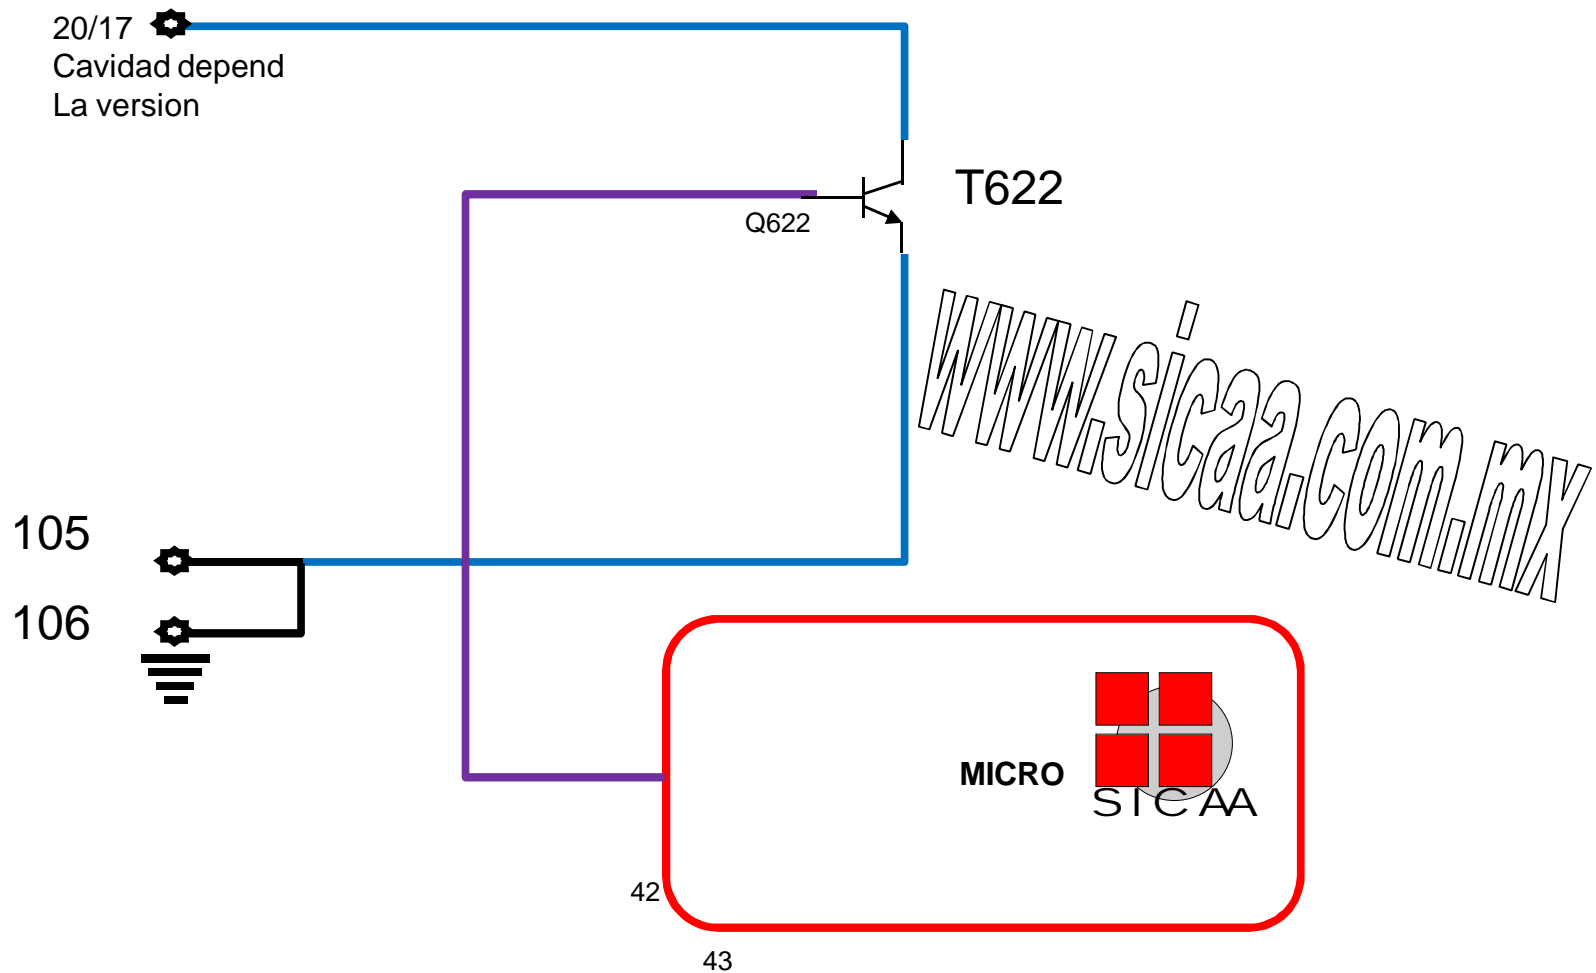 20/17
Cavidad depend
La version
T622
Q622
www.sicaa.com.mx
105
106
MICRO
SICAA
42
43